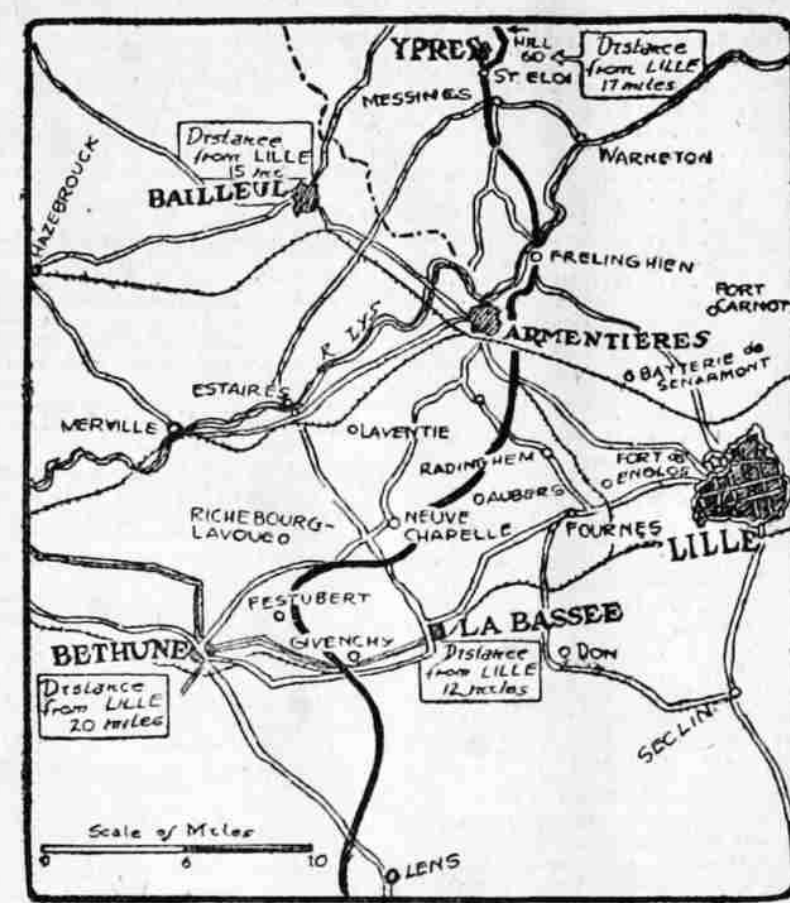 YPRES
HILL
60
Distance
from LILLE
17 miles
ST. ELOI
MESSINES
WARNETON
Distance
from LILLE
15
BAILLEUL
HAZEBROUCK
FRELINGHIEN
FORT
CARNOT
R. LYS
ARMENTIERES
BATTERIE de
SENARMONT
ESTAIRES
MERVILLE
LAVENTIE
RADINGHEM
FORT de
ENGLOS
AUBERS
RICHEBOURG-
LAVOUE
NEUVE
CHAPELLE
FOURNES
LILLE
FESTUBERT
LA BASSEE
GIVENCHY
BETHUNE
DON
Distance
from LILLE
12 miles
Distance
from LILLE
20 miles
SECLIN
Scale of Miles
0
10
LENS